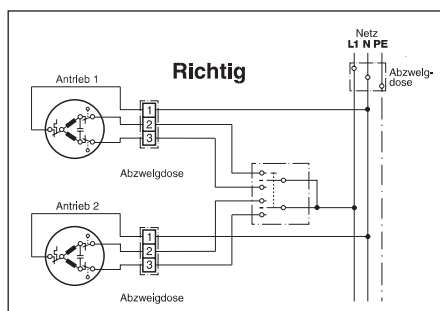 Netz
L1 N PE
Richtig
Abzweig-
dose
Antrieb 1
1
2
3
Abzweigdose
Antrieb 2
1
2
3
Abzweigdose